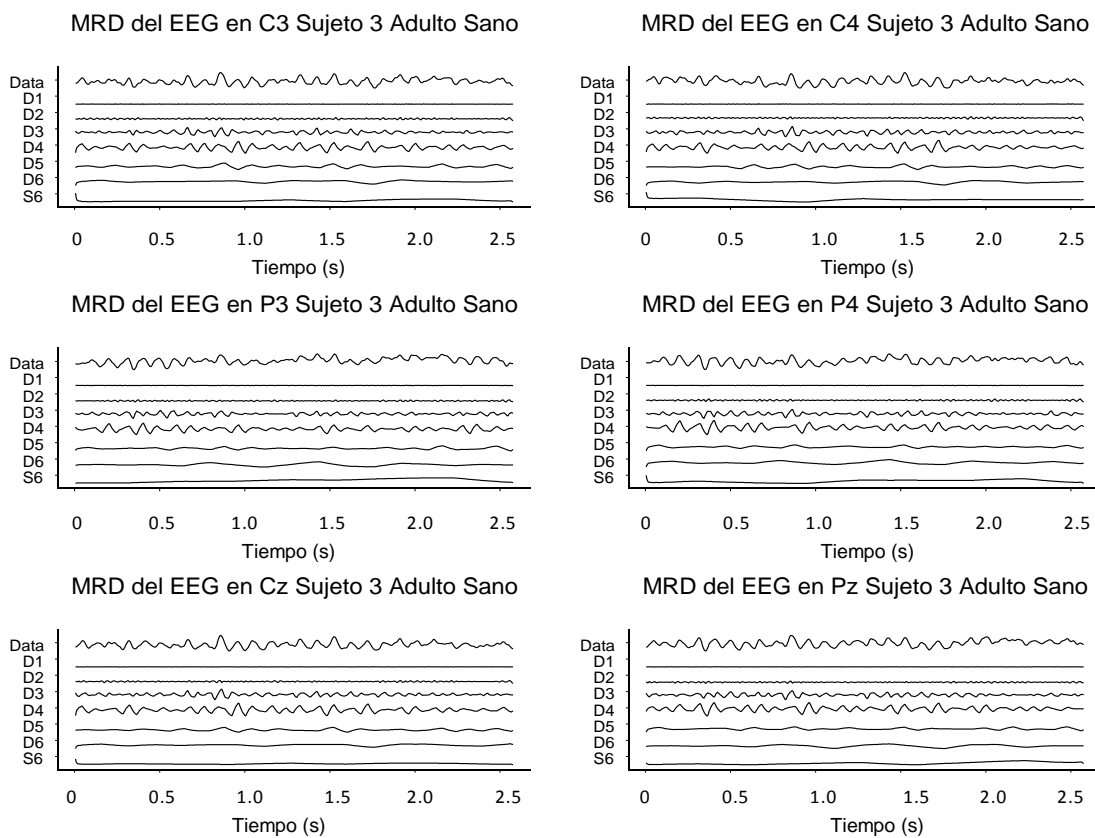 MRD del EEG en C3 Sujeto 3 Adulto Sano
Data
D1
D2
D3
D4
D5
D6
S6
0 0.5 1.0 1.5 2.0 2.5
Tiempo (s)
MRD del EEG en C4 Sujeto 3 Adulto Sano
Data
D1
D2
D3
D4
D5
D6
S6
0 0.5 1.0 1.5 2.0 2.5
Tiempo (s)
MRD del EEG en P3 Sujeto 3 Adulto Sano
Data
D1
D2
D3
D4
D5
D6
S6
0 0.5 1.0 1.5 2.0 2.5
Tiempo (s)
MRD del EEG en P4 Sujeto 3 Adulto Sano
Data
D1
D2
D3
D4
D5
D6
S6
0 0.5 1.0 1.5 2.0 2.5
Tiempo (s)
MRD del EEG en Cz Sujeto 3 Adulto Sano
Data
D1
D2
D3
D4
D5
D6
S6
0 0.5 1.0 1.5 2.0 2.5
Tiempo (s)
MRD del EEG en Pz Sujeto 3 Adulto Sano
Data
D1
D2
D3
D4
D5
D6
S6
0 0.5 1.0 1.5 2.0 2.5
Tiempo (s)